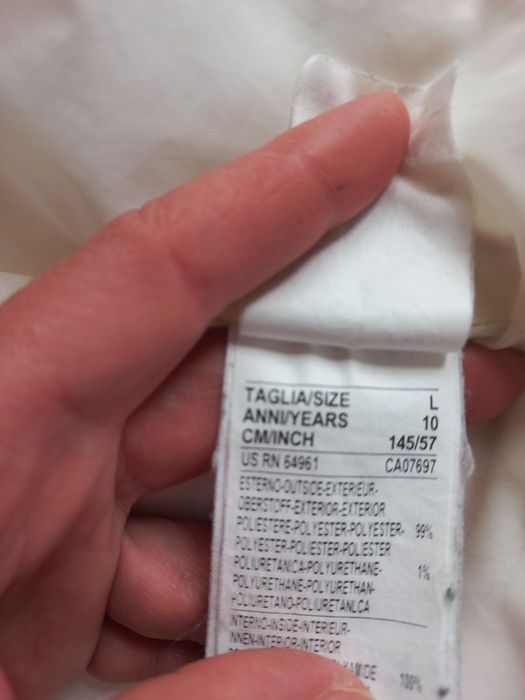 TAGLIA/SIZE L
ANNI/YEARS 10
CM/INCH 145/57
US RN 64961 CA07697
ESTERNO-OUTSIDE-EXTERIEUR-
OBERSTOFF-EXTERIOR-EXTERIOR
POLIESTERE-POLYESTER-POLYESTER- 99%
POLYESTER-POLIESTER-POLIESTER
POLIURETANICA-POLYURETHANE- 1%
POLYURETHANE-POLYURETHAN-
POLIURETANO-POLIURETANLCA
INTERNO-INSIDE-INTERIEUR-
INNEN-INTERIOR-INTERIOR
100%